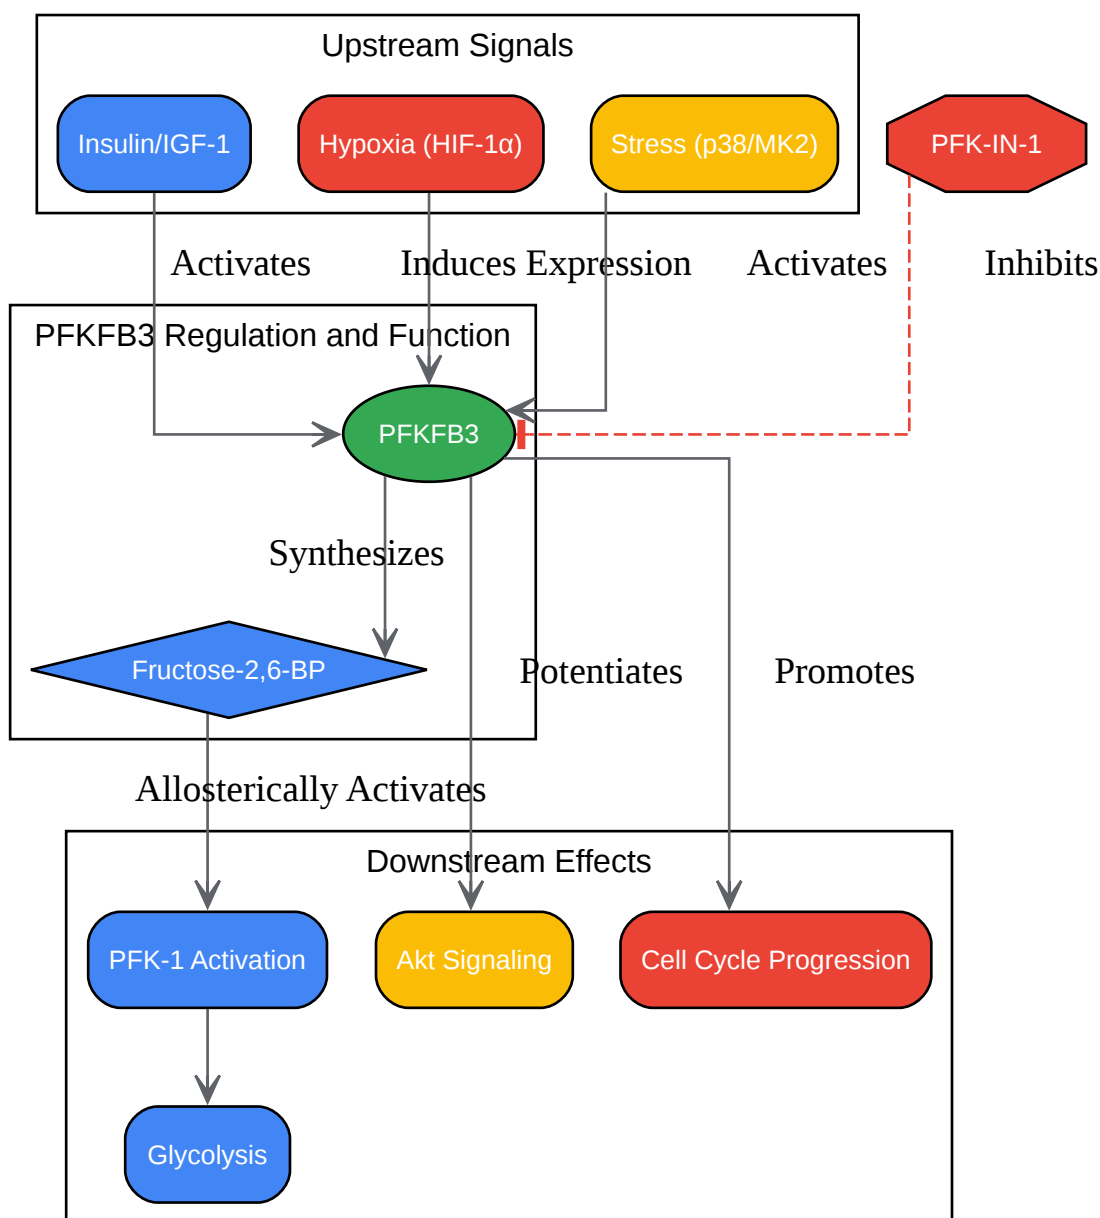 Upstream Signals
Insulin/IGF-1
Hypoxia (HIF-1α)
Stress (p38/MK2)
PFK-IN-1
Activates
Induces Expression
Activates
Inhibits
PFKFB3 Regulation and Function
PFKFB3
Synthesizes
Fructose-2,6-BP
Potentiates
Promotes
Allosterically Activates
Downstream Effects
PFK-1 Activation
Akt Signaling
Cell Cycle Progression
Glycolysis